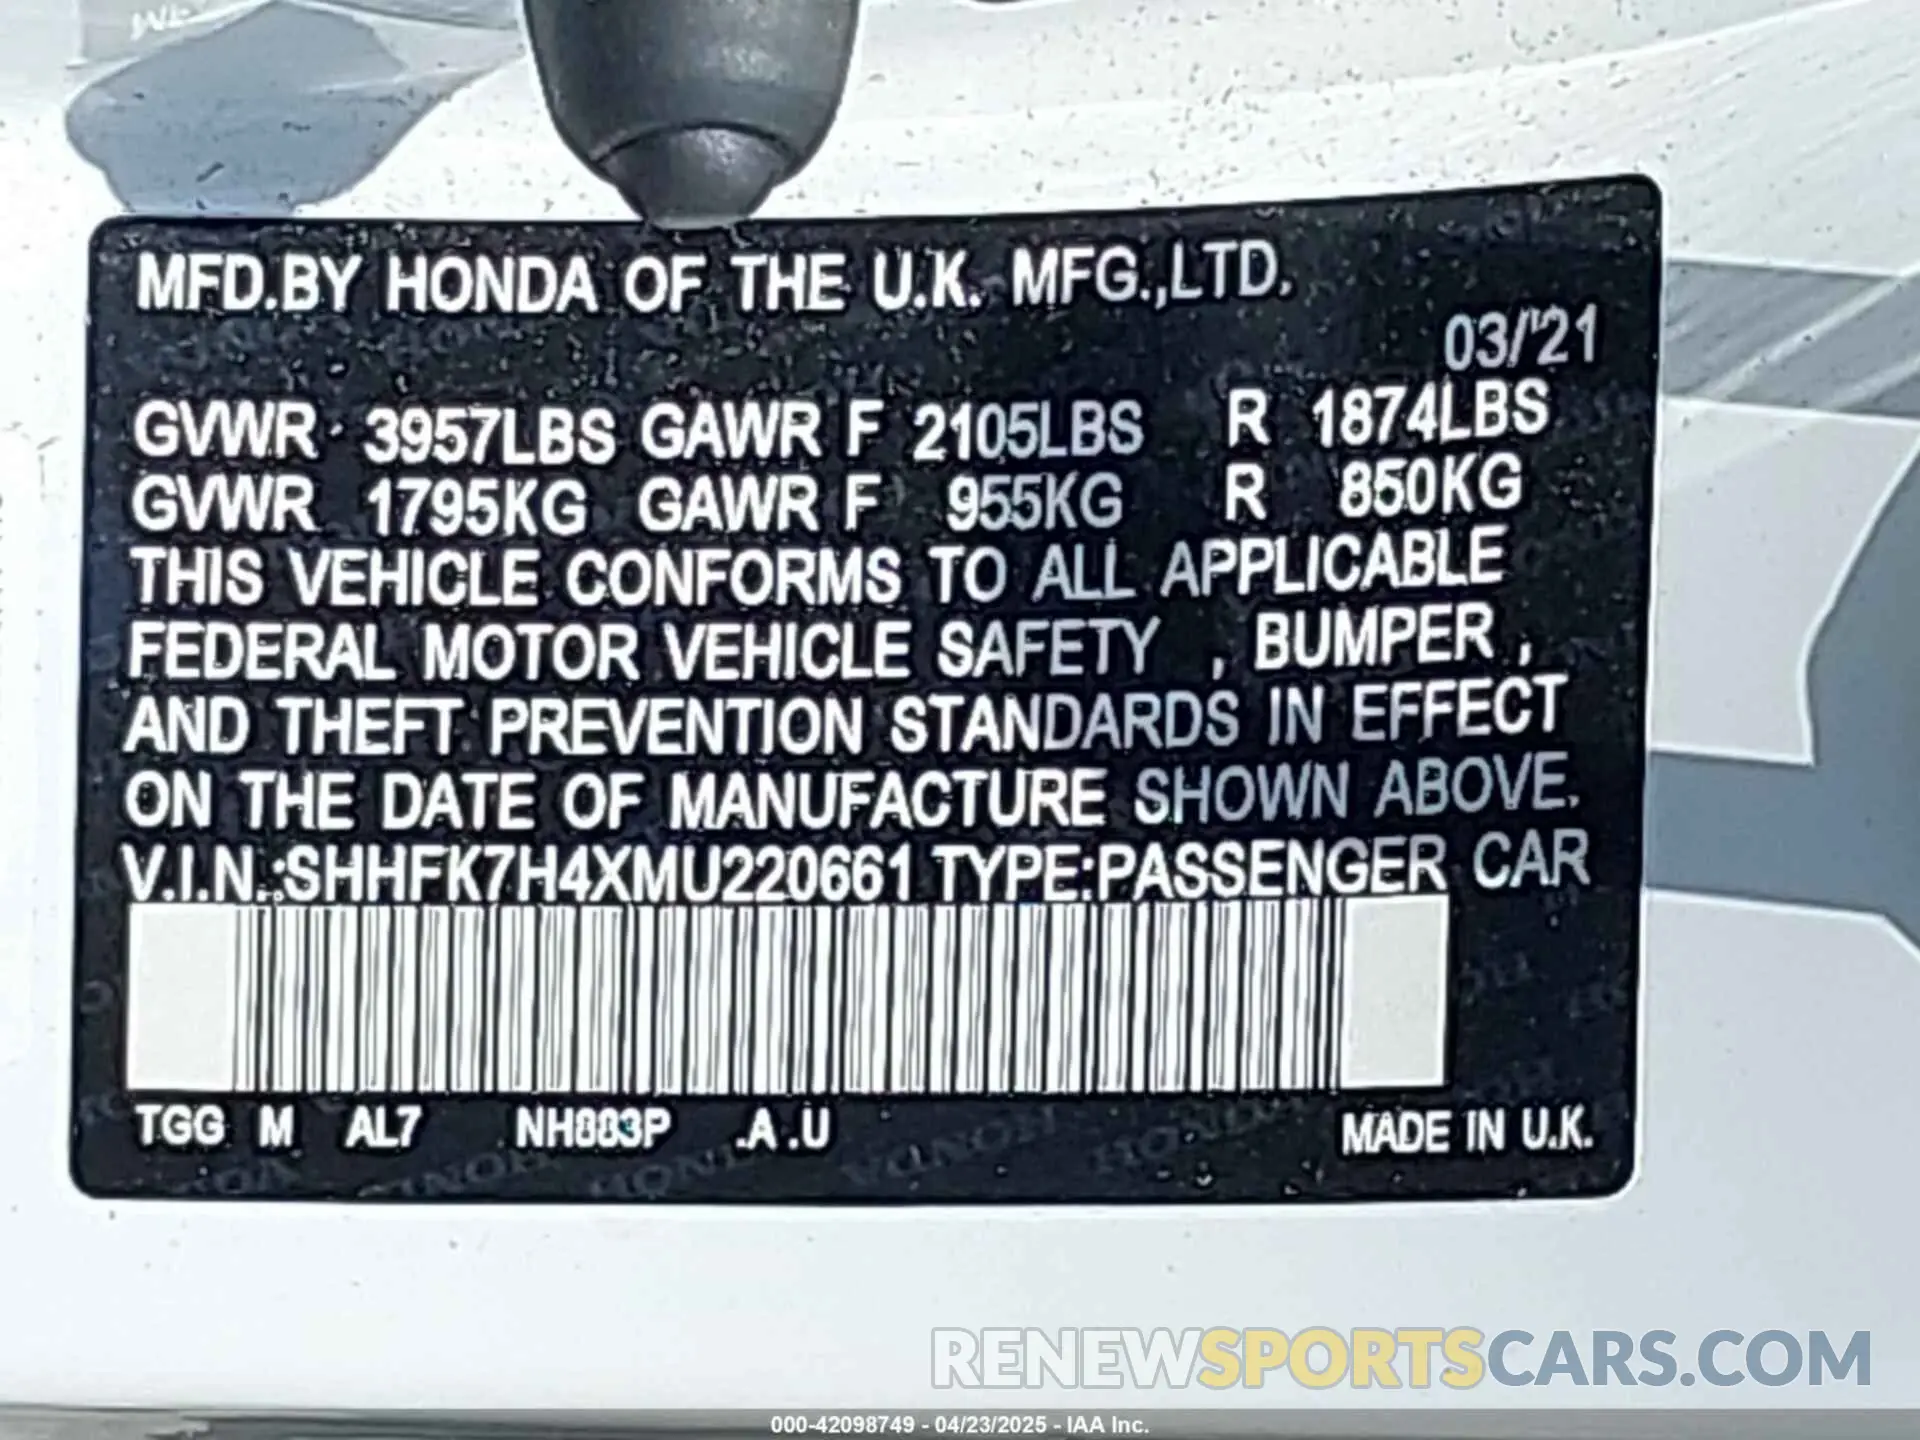 MFD.BY HONDA OF THE U.K. MFG.,LTD.
03/'21
GVWR 3957LBS GAWR F 2105LBS R 1874LBS
GVWR 1795KG GAWR F 955KG R 850KG
THIS VEHICLE CONFORMS TO ALL APPLICABLE
FEDERAL MOTOR VEHICLE SAFETY , BUMPER ,
AND THEFT PREVENTION STANDARDS IN EFFECT
ON THE DATE OF MANUFACTURE SHOWN ABOVE.
V.I.N.:SHHFK7H4XMU220661 TYPE:PASSENGER CAR
TGG M AL7 NH883P .A .U MADE IN U.K.
RENEWSPORTSCARS.COM
000-42098749 - 04/23/2025 - IAA Inc.